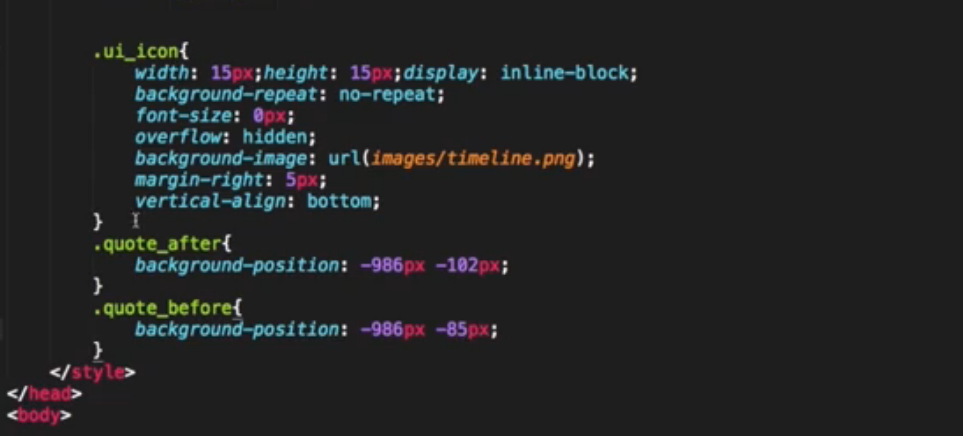 .ui_icon{
width: 15px;height: 15px;display: inline-block;
background-repeat: no-repeat;
font-size: 0px;
overflow: hidden;
background-image: url(images/timeline.png);
margin-right: 5px;
vertical-align: bottom;
}
.quote_after{
background-position: -986px -102px;
}
.quote_before{
background-position: -986px -85px;
}
</style>
</head>
<body>